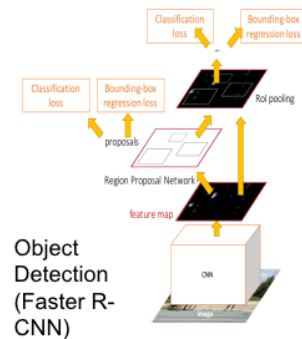 Classification
loss
Bounding-box
regression loss
...
Classification
loss
Bounding-box
regression loss
RoI pooling
proposals
Region Proposal Network
feature map
CNN
image
Object
Detection
(Faster R-
CNN)